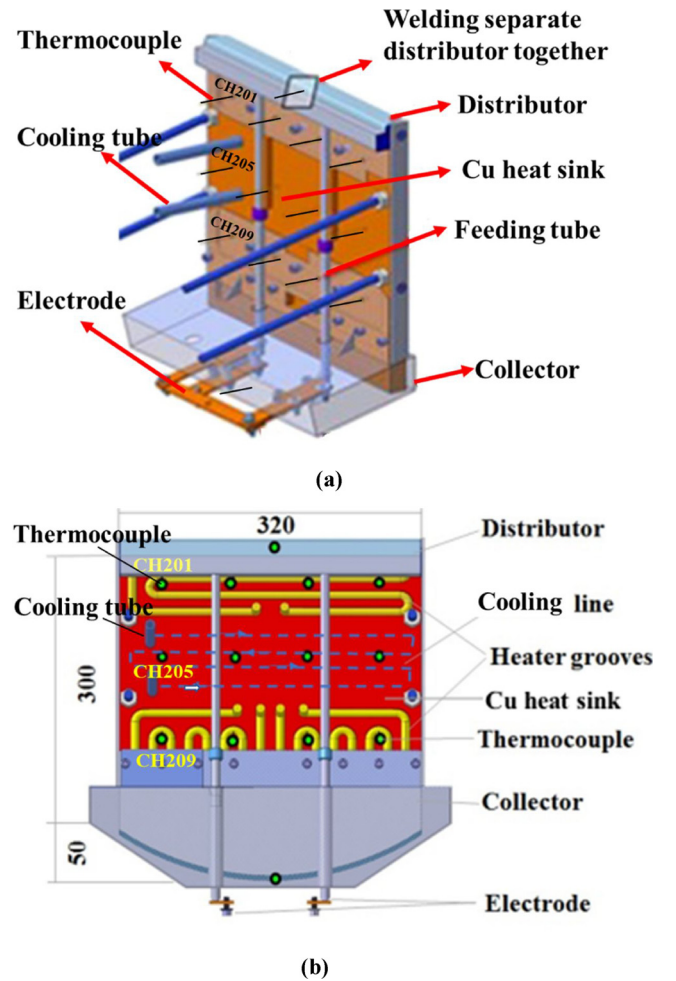 Welding separate
distributor together
Thermocouple
CH201
Distributor
Cooling tube
CH205
Cu heat sink
CH209
Feeding tube
Electrode
Collector
(a)
320
Thermocouple
Distributor
CH201
Cooling tube
Cooling line
Heater grooves
CH205
300
Cu heat sink
Thermocouple
CH209
Collector
50
Electrode
(b)